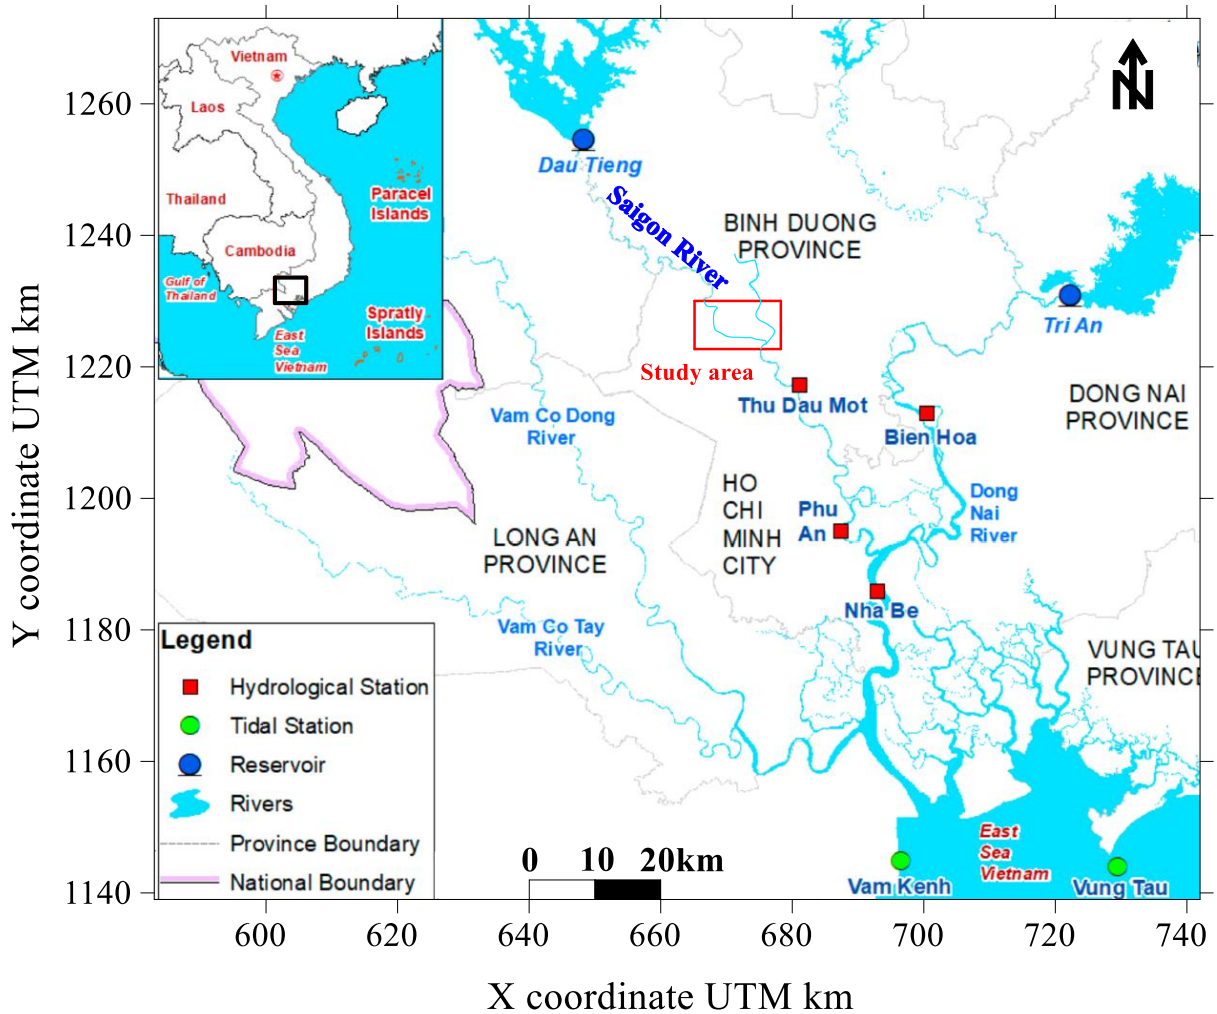 Vietnam
Laos
Thailand
Cambodia
Gulf of
Thailand
Paracel
Islands
Spratly
Islands
East
Sea
Vietnam
N
Dau Tieng
Saigon River
BINH DUONG
PROVINCE
Tri An
Study area
Thu Dau Mot
Bien Hoa
DONG NAI
PROVINCE
Vam Co Dong
River
HO
CHI
MINH
CITY
Phu
An
Dong
Nai
River
LONG AN
PROVINCE
Nha Be
Vam Co Tay
River
VUNG TAU
PROVINCE
Legend
Hydrological Station
Tidal Station
Reservoir
Rivers
Province Boundary
National Boundary
0 10 20km
East
Sea
Vietnam
Vam Kenh
Vung Tau
Y coordinate UTM km
1260
1240
1220
1200
1180
1160
1140
600 620 640 660 680 700 720 740
X coordinate UTM km